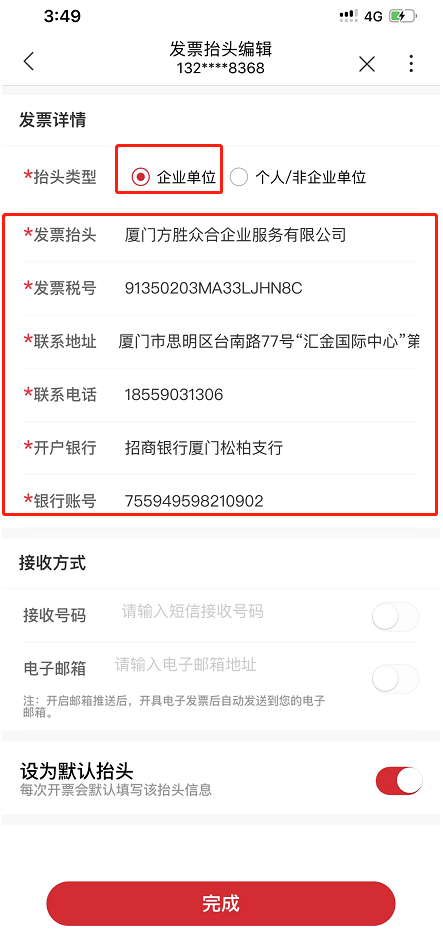 3:49
4G
发票抬头编辑
132****8368
发票详情
*抬头类型 企业单位 个人/非企业单位
*发票抬头 厦门方胜众合企业服务有限公司
*发票税号 91350203MA33LJHN8C
*联系地址 厦门市思明区台南路77号“汇金国际中心”第
*联系电话 18559031306
*开户银行 招商银行厦门松柏支行
*银行账号 755949598210902
接收方式
接收号码 请输入短信接收号码
电子邮箱 请输入电子邮箱地址
注：开启邮箱推送后，开具电子发票后自动发送到您的电子
邮箱。
设为默认抬头
每次开票会默认填写该抬头信息
完成